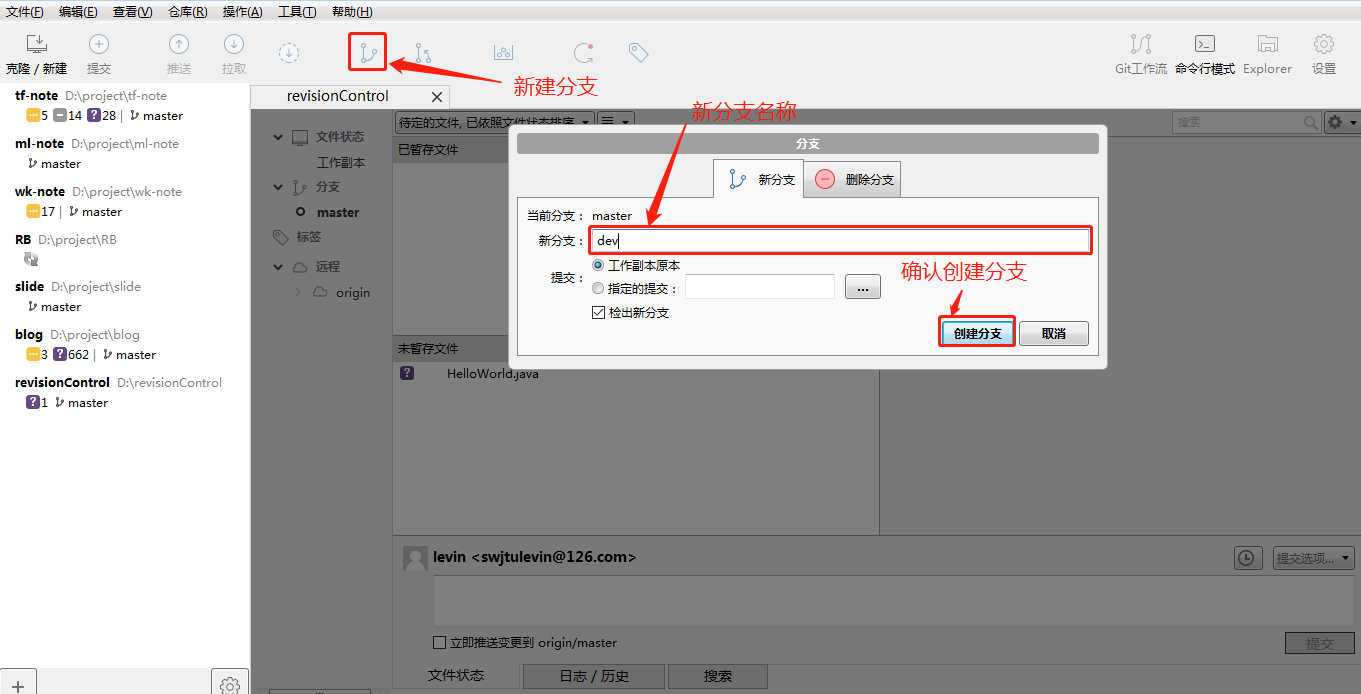 文件(F) 编辑(E) 查看(V) 仓库(R) 操作(A) 工具(T) 帮助(H)
克隆 / 新建 提交 推送 拉取 Git工作流 命令行模式 Explorer 设置
新建分支
tf-note D:\project\tf-note
5 14 ? 28 | master
ml-note D:\project\ml-note
master
wk-note D:\project\wk-note
17 | master
RB D:\project\RB
slide D:\project\slide
master
blog D:\project\blog
3 ? 662 | master
revisionControl D:\revisionControl
? 1 master
revisionControl
文件状态
工作副本
分支
master
标签
远程
origin
待定的文件, 已依照文件状态排序
搜索
已暂存文件
新分支名称
分支
新分支 删除分支
当前分支： master
新分支： dev
提交： 工作副本原本
指定的提交： ...
检出新分支
确认创建分支
创建分支 取消
未暂存文件
? HelloWorld.java
levin <swjtulevin@126.com>
提交选项...
立即推送变更到 origin/master
提交
文件状态 日志 / 历史 搜索